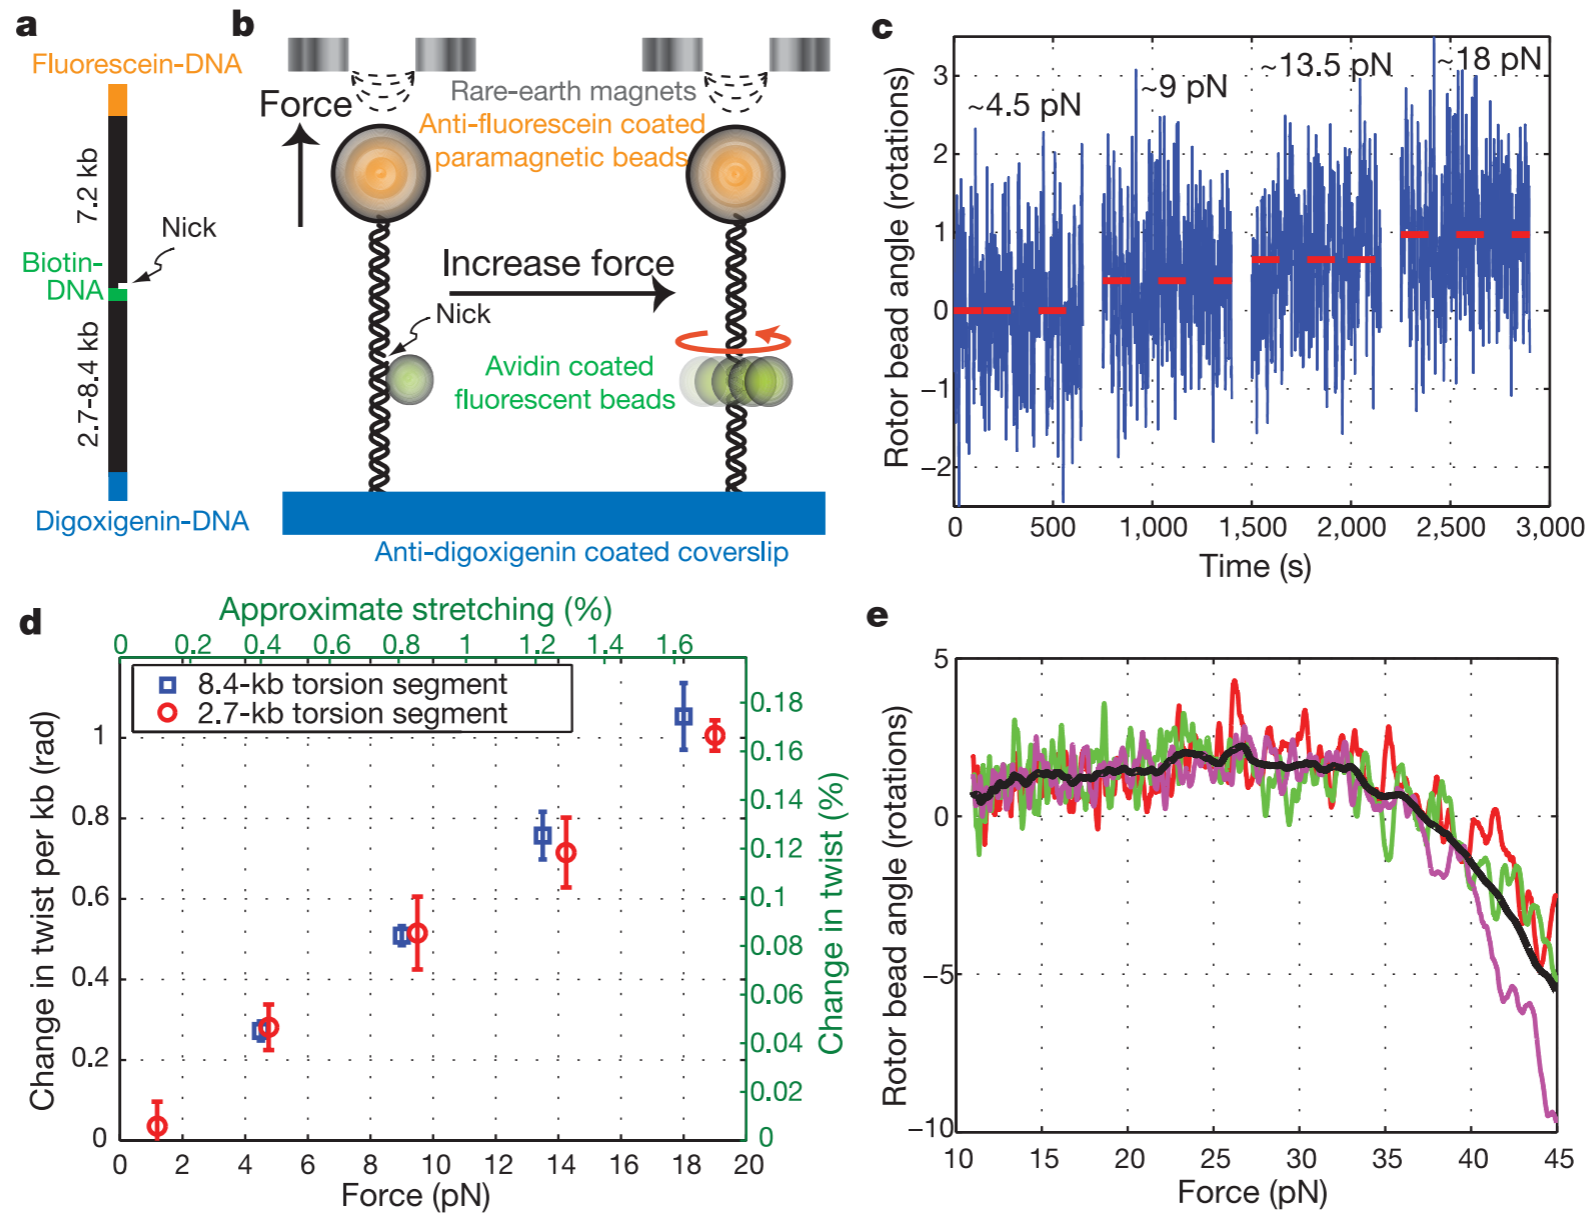 a
Fluorescein-DNA
7.2 kb
Nick
Biotin-
DNA
2.7–8.4 kb
Digoxigenin-DNA
b
Force
Rare-earth magnets
Anti-fluorescein coated
paramagnetic beads
Increase force
Nick
Avidin coated
fluorescent beads
Anti-digoxigenin coated coverslip
c
Rotor bead angle (rotations)
3
2
1
0
−1
−2
~4.5 pN
~9 pN
~13.5 pN
~18 pN
0 500 1,000 1,500 2,000 2,500 3,000
Time (s)
d
Approximate stretching (%)
0 0.2 0.4 0.6 0.8 1 1.2 1.4 1.6
8.4-kb torsion segment
2.7-kb torsion segment
Change in twist per kb (rad)
1
0.8
0.6
0.4
0.2
0
0.18
0.16
0.14
0.12
0.1
0.08
0.06
0.04
0.02
0
Change in twist (%)
0 2 4 6 8 10 12 14 16 18 20
Force (pN)
e
Rotor bead angle (rotations)
5
0
−5
−10
10 15 20 25 30 35 40 45
Force (pN)